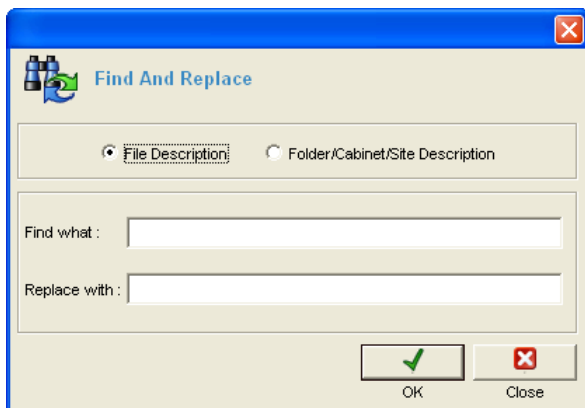 Find And Replace
File Description Folder/Cabinet/Site Description
Find what :
Replace with :
OK Close